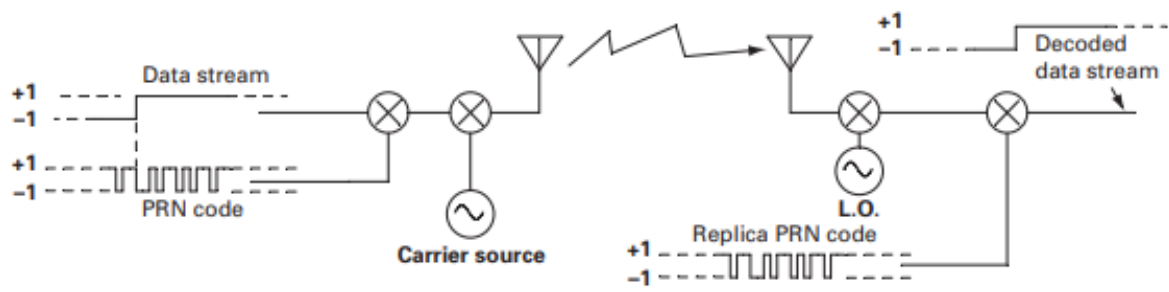 +1
−1
Data stream
+1
−1
PRN code
Carrier source
+1
−1
Decoded
data stream
L.O.
Replica PRN code
+1
−1